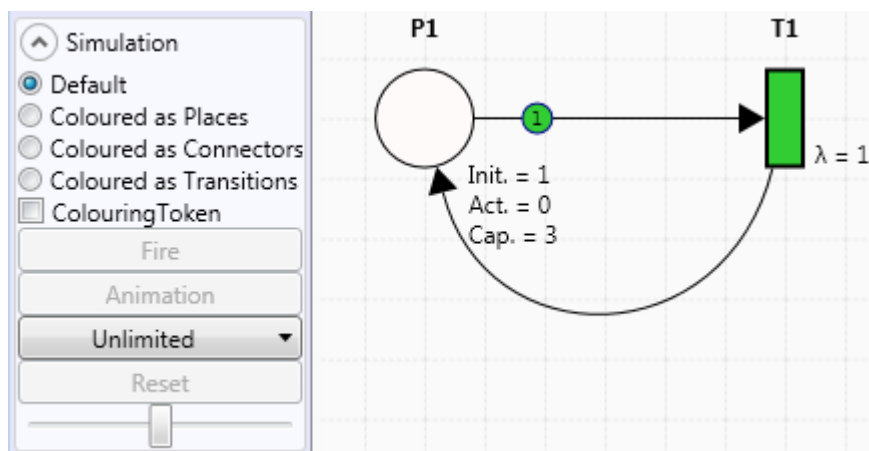 Simulation
Default
Coloured as Places
Coloured as Connectors
Coloured as Transitions
ColouringToken
Fire
Animation
Unlimited
Reset
P1
T1
1
λ = 1
Init. = 1
Act. = 0
Cap. = 3